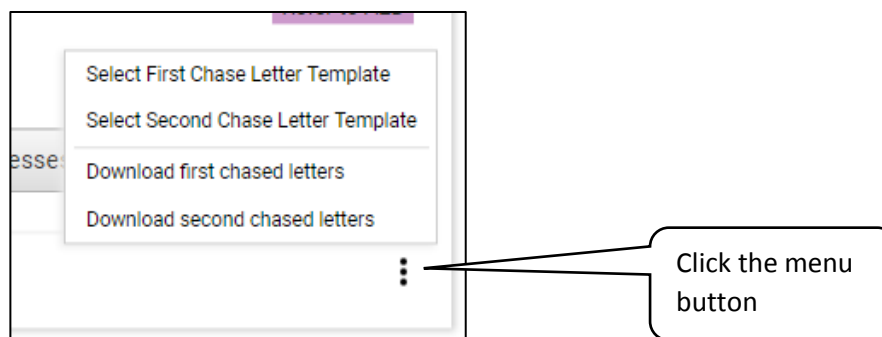 Select First Chase Letter Template
Select Second Chase Letter Template
Download first chased letters
Download second chased letters
Click the menu
button